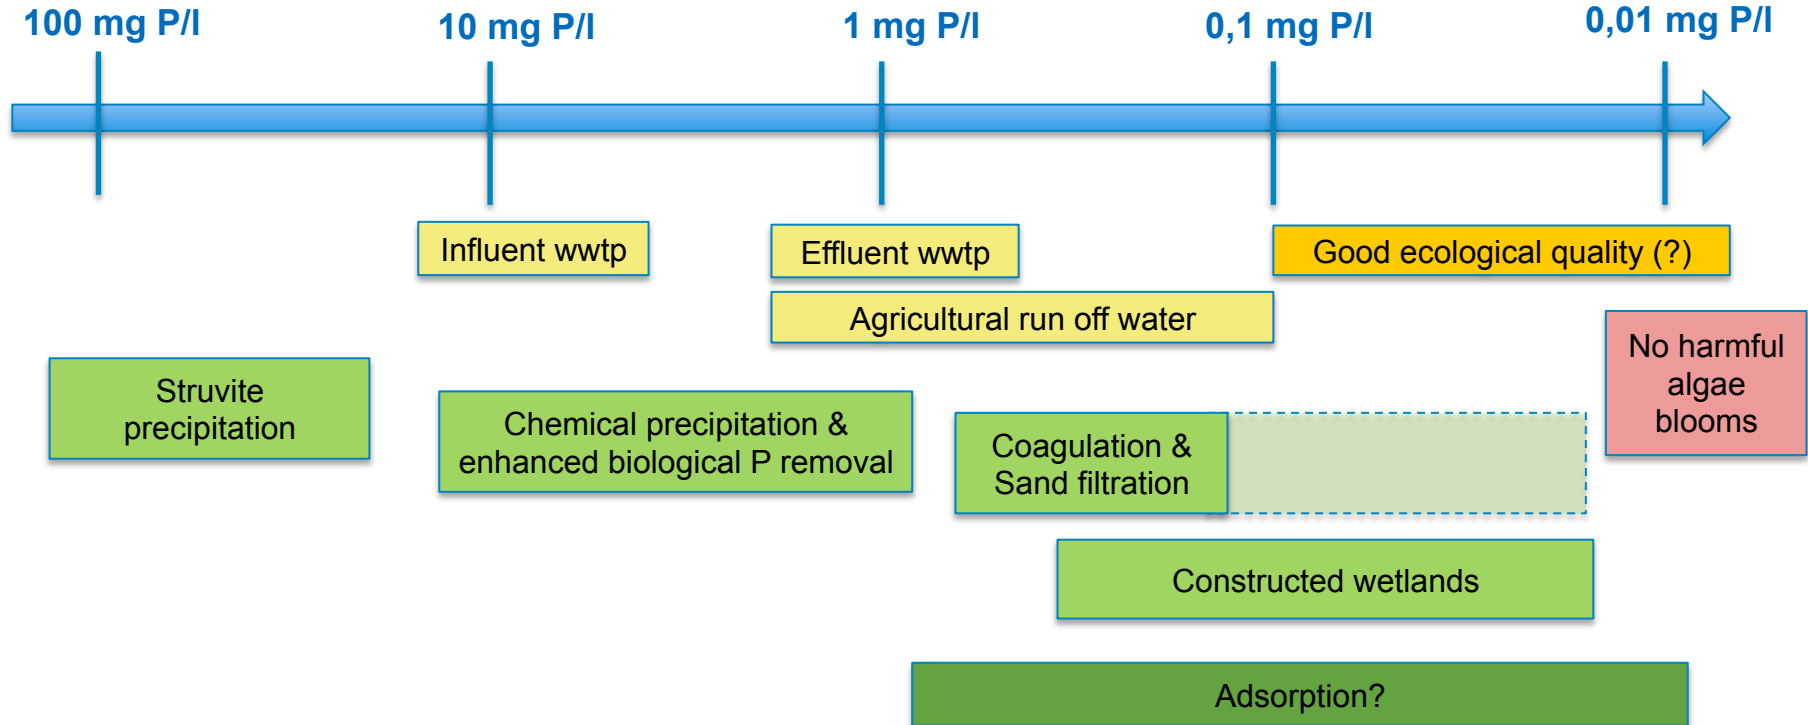 100 mg P/l
10 mg P/l
1 mg P/l
0,1 mg P/l
0,01 mg P/l
Influent wwtp
Effluent wwtp
Good ecological quality (?)
Agricultural run off water
No harmful
algae
blooms
Struvite
precipitation
Chemical precipitation &
enhanced biological P removal
Coagulation &
Sand filtration
Constructed wetlands
Adsorption?